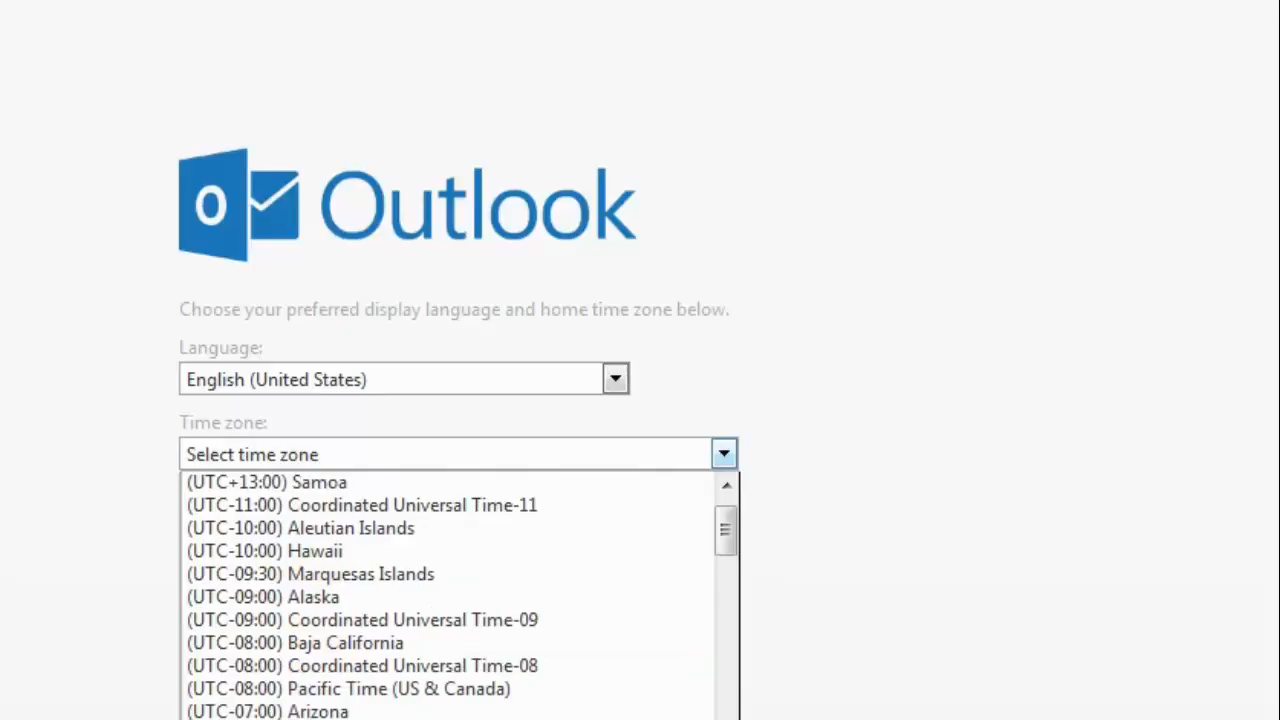 Outlook
Choose your preferred display language and home time zone below.
Language:
English (United States)
Time zone:
Select time zone
(UTC+13:00) Samoa
(UTC-11:00) Coordinated Universal Time-11
(UTC-10:00) Aleutian Islands
(UTC-10:00) Hawaii
(UTC-09:30) Marquesas Islands
(UTC-09:00) Alaska
(UTC-09:00) Coordinated Universal Time-09
(UTC-08:00) Baja California
(UTC-08:00) Coordinated Universal Time-08
(UTC-08:00) Pacific Time (US & Canada)
(UTC-07:00) Arizona